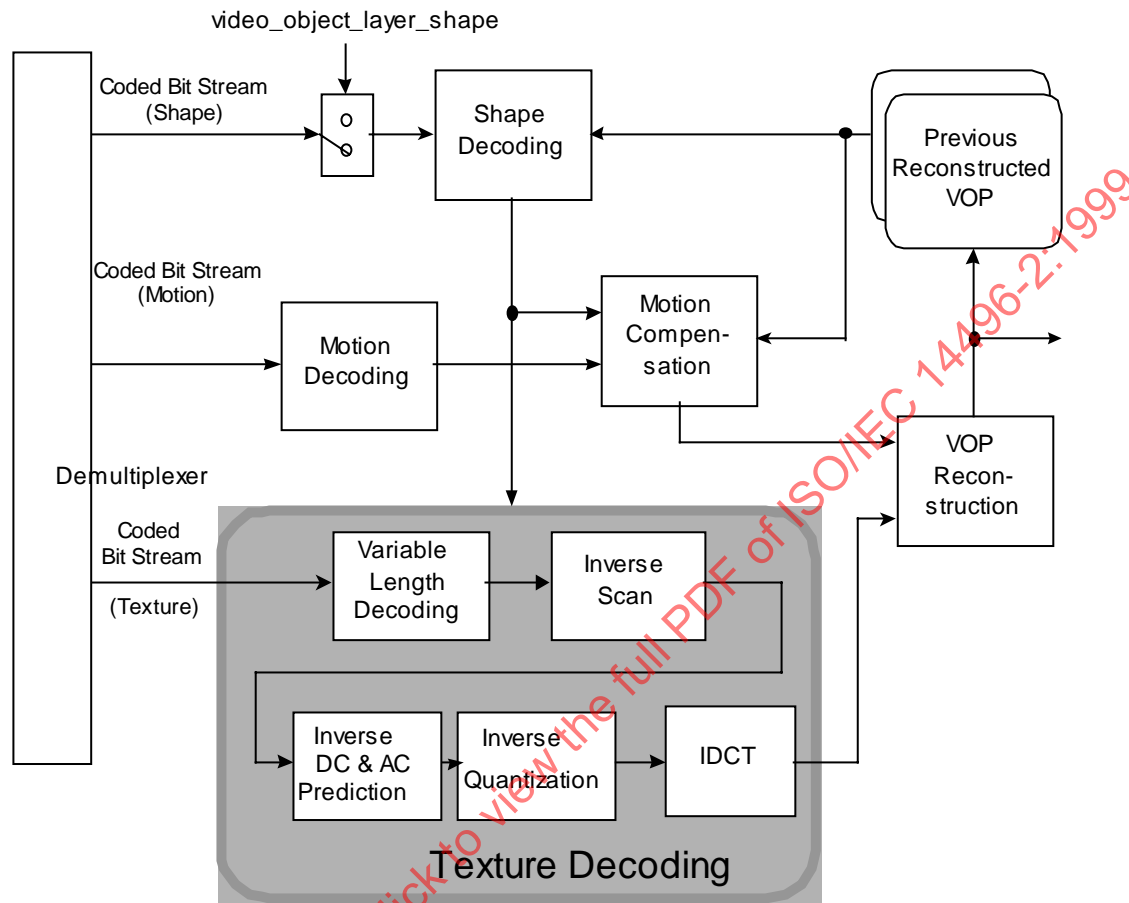 video_object_layer_shape
Coded Bit Stream
(Shape)
Shape
Decoding
Previous
Reconstructed
VOP
Coded Bit Stream
(Motion)
Motion
Decoding
Motion
Compen-
sation
VOP
Recon-
struction
Demultiplexer
Coded
Bit Stream
(Texture)
Variable
Length
Decoding
Inverse
Scan
Inverse
DC & AC
Prediction
Inverse
Quantization
IDCT
Texture Decoding
lick to view the full PDF of ISO/IEC 14496-2:1999